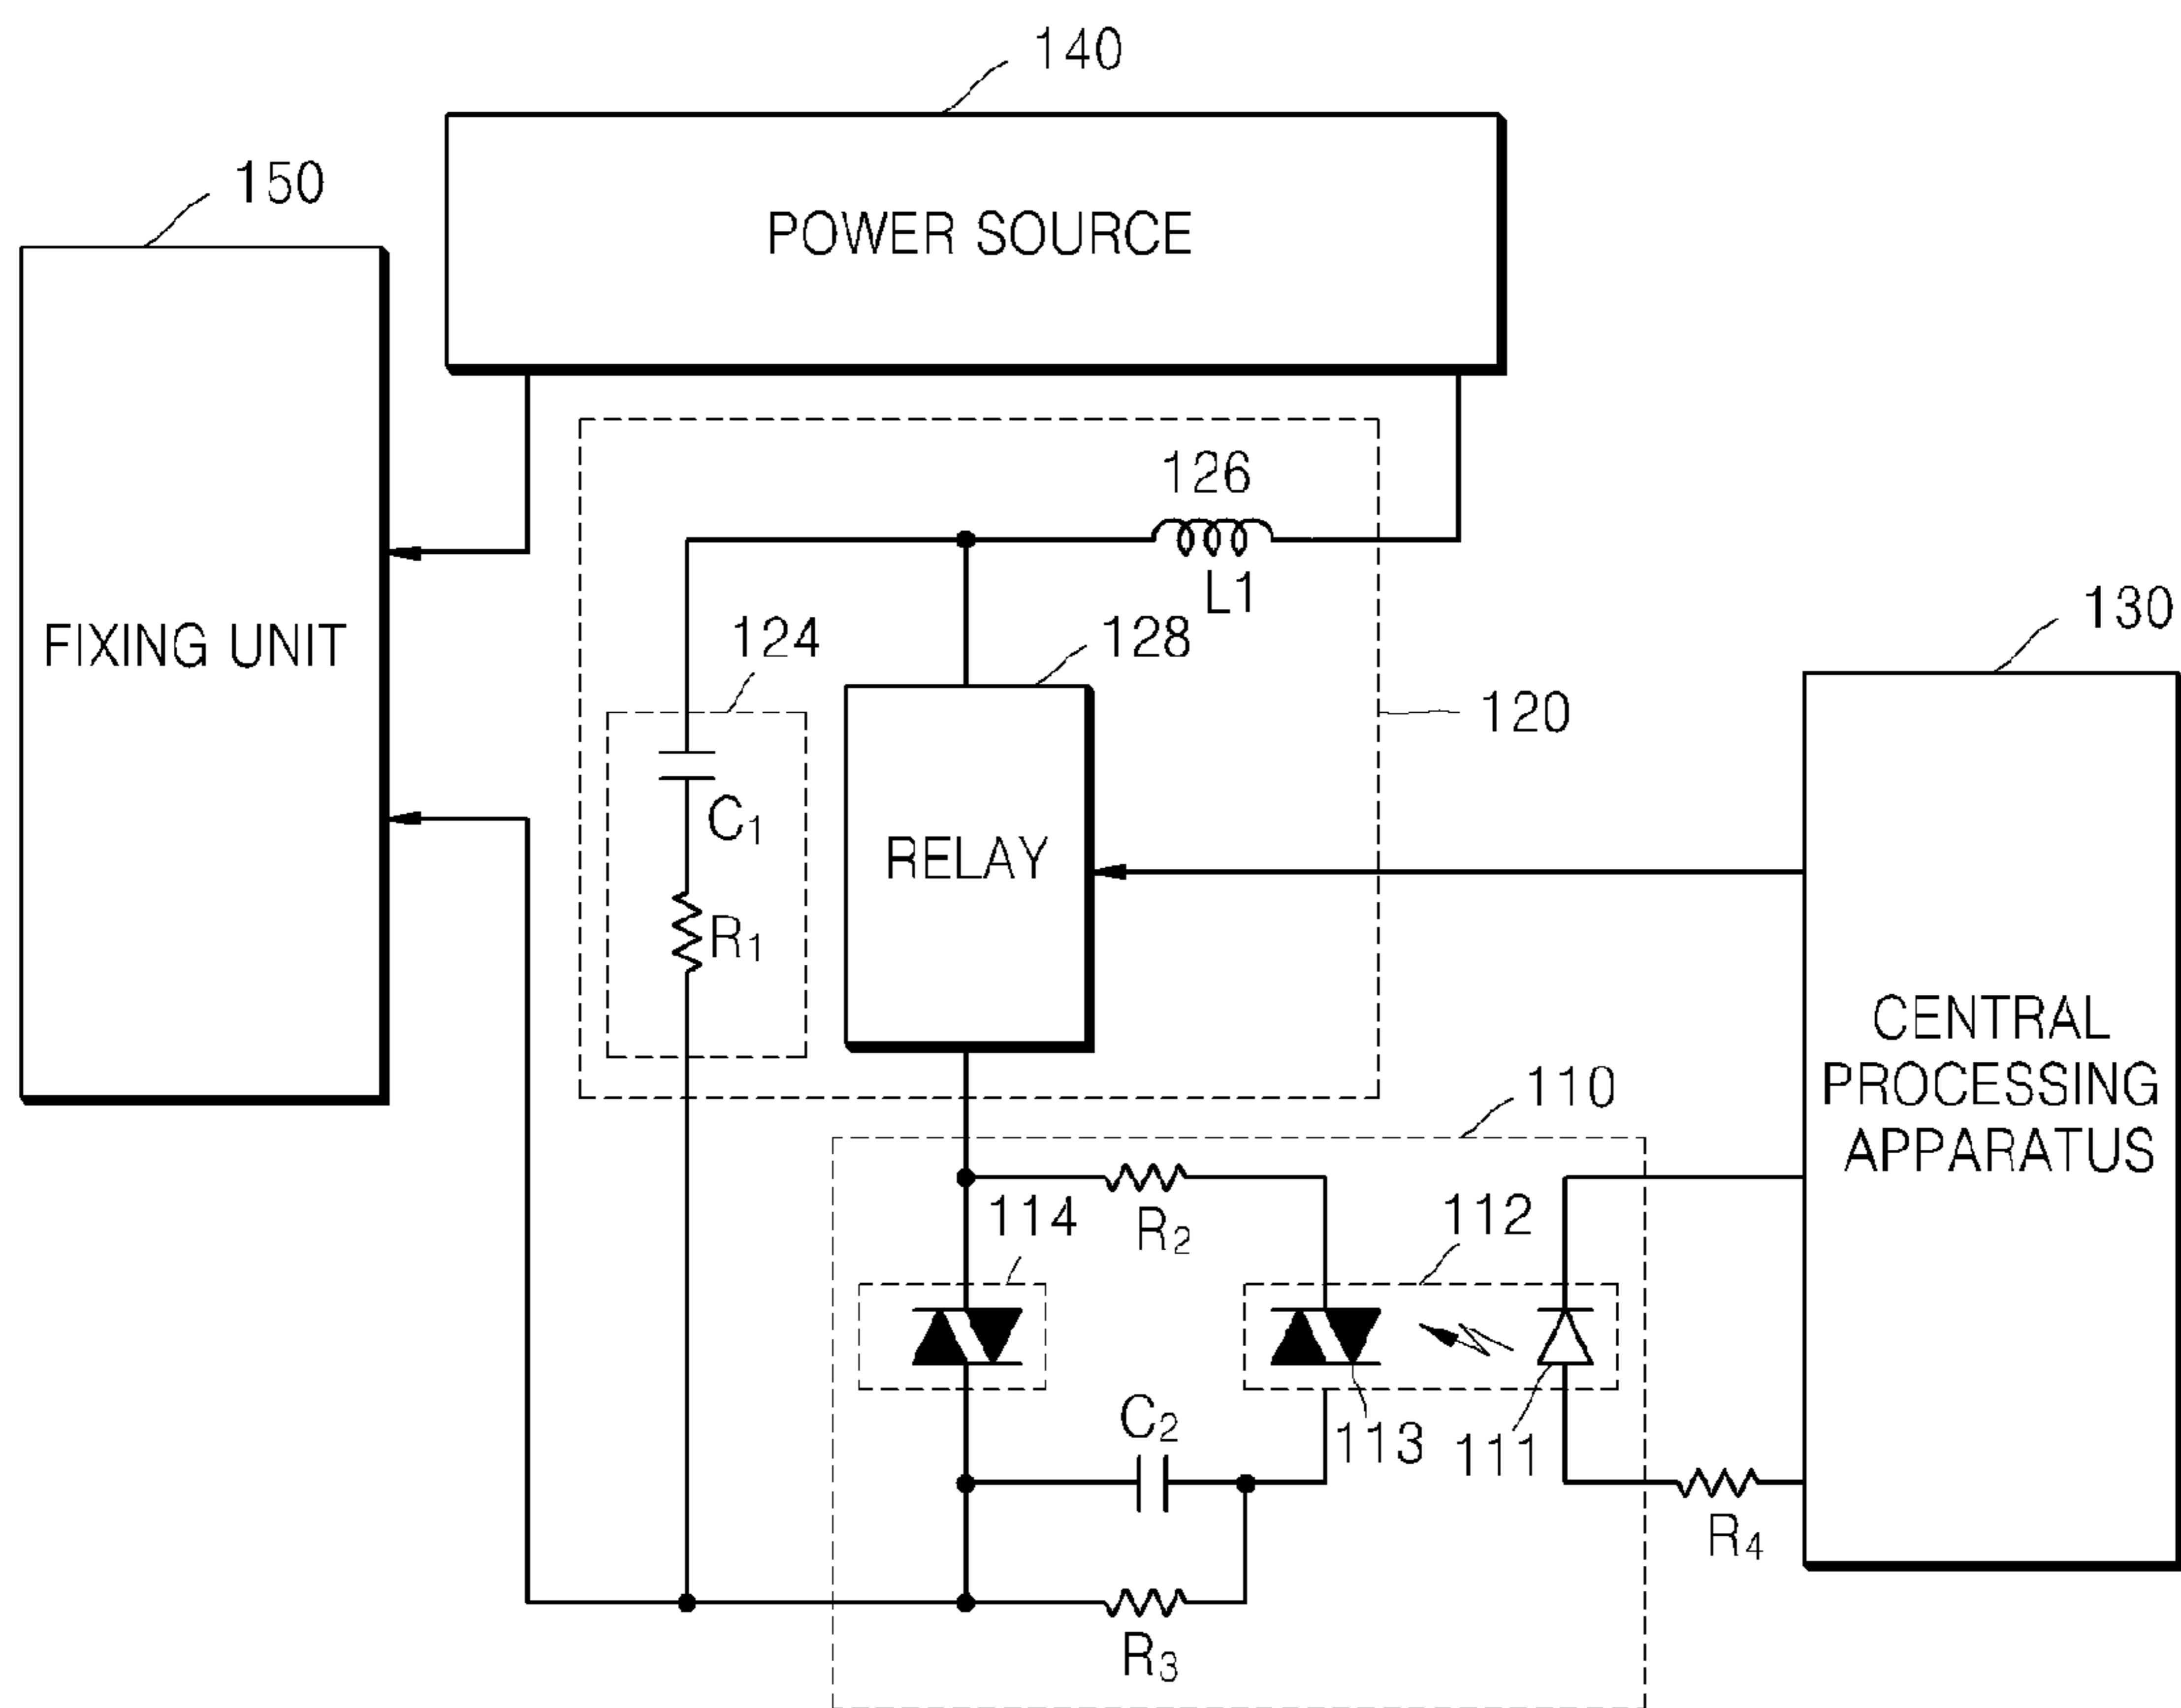 140
150
POWER SOURCE
126
L1
130
FIXING UNIT
124
128
120
C₁
RELAY
R₁
CENTRAL
PROCESSING
APPARATUS
110
114
R₂
112
C₂
113
111
R₄
R₃